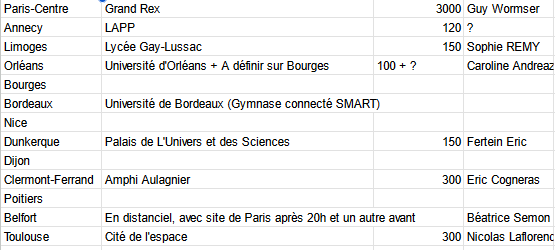 Paris-Centre Grand Rex 3000 Guy Wormser
Annecy LAPP 120 ?
Limoges Lycée Gay-Lussac 150 Sophie REMY
Orléans Université d'Orléans + A définir sur Bourges 100 + ? Caroline Andreaz
Bourges
Bordeaux Université de Bordeaux (Gymnase connecté SMART)
Nice
Dunkerque Palais de L'Univers et des Sciences 150 Fertein Eric
Dijon
Clermont-Ferrand Amphi Aulagnier 300 Eric Cogneras
Poitiers
Belfort En distanciel, avec site de Paris après 20h et un autre avant Béatrice Semon
Toulouse Cité de l'espace 300 Nicolas Laflorenc